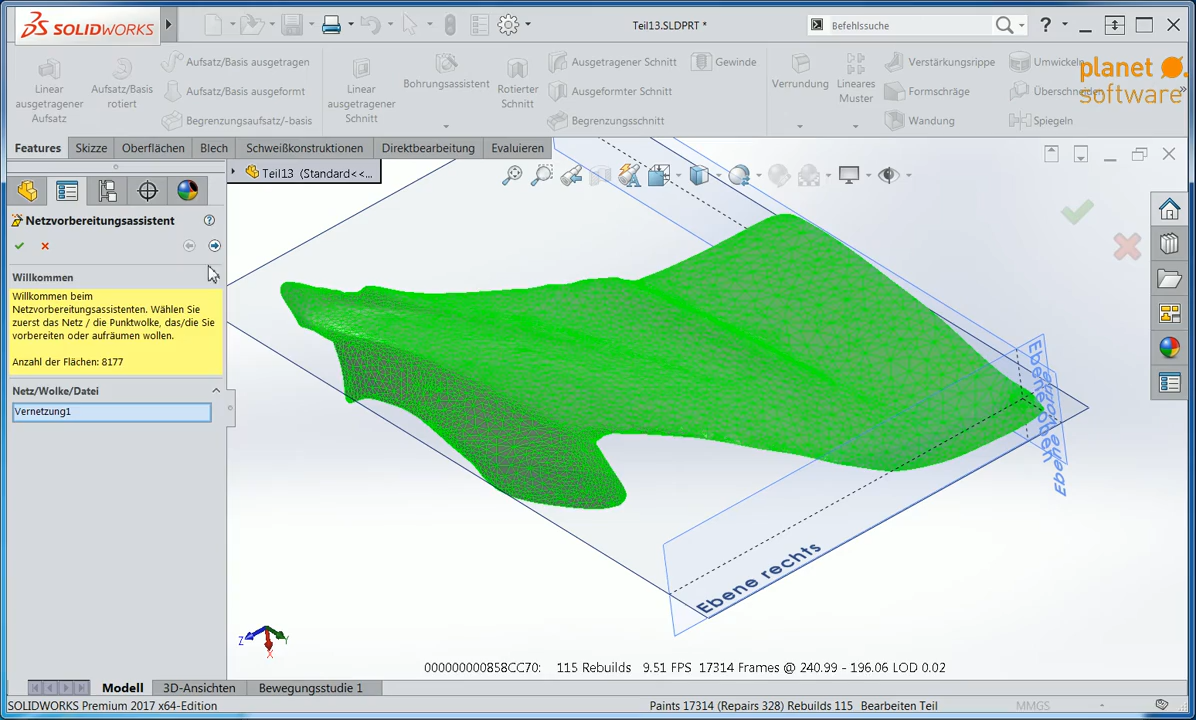 SOLIDWORKS
Teil13.SLDPRT *
Befehlssuche
?
Linear
ausgetragener
Aufsatz
Aufsatz/Basis
rotiert
Aufsatz/Basis ausgetragen
Aufsatz/Basis ausgeformt
Begrenzungsaufsatz/-basis
Linear
ausgetragener
Schnitt
Bohrungsassistent
Rotierter
Schnitt
Ausgetragener Schnitt
Ausgeformter Schnitt
Begrenzungsschnitt
Gewinde
Verrundung
Lineares
Muster
Verstärkungsrippe
Formschräge
Wandung
Umwickeln
Spiegeln
planet
software
Features
Skizze
Oberflächen
Blech
Schweißkonstruktionen
Direktbearbeitung
Evaluieren
Teil13 (Standard<<...
Netzvorbereitungsassistent
Willkommen
Willkommen beim
Netzvorbereitungsassistenten. Wählen Sie
zuerst das Netz / die Punktwolke, das/die Sie
vorbereiten oder aufräumen wollen.
Anzahl der Flächen: 8177
Netz/Wolke/Datei
Vernetzung1
Ebene rechts
Z
Y
X
000000000858CC70: 115 Rebuilds 9.51 FPS 17314 Frames @ 240.99 - 196.06 LOD 0.02
Modell
3D-Ansichten
Bewegungsstudie 1
SOLIDWORKS Premium 2017 x64-Edition
Paints 17314 (Repairs 328) Rebuilds 115 Bearbeiten Teil
MMGS